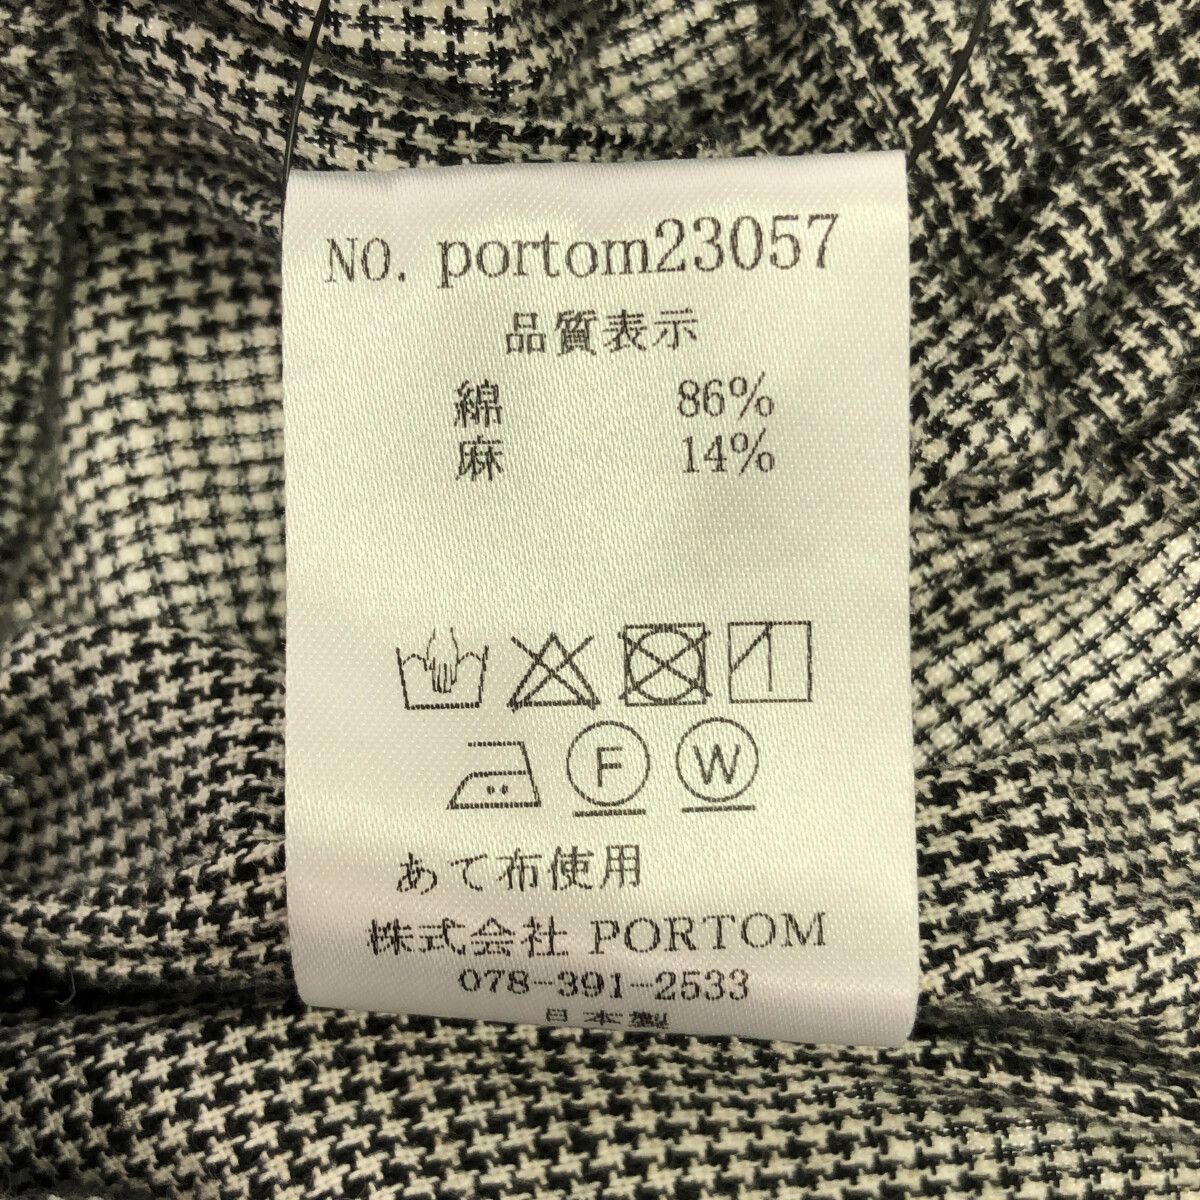 NO. portom23057
品質表示
綿 86%
麻 14%
F W
あて布使用
株式会社 PORTOM
078-391-2533
日本製